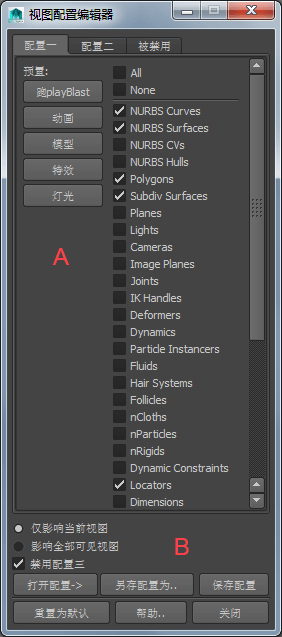 视图配置编辑器
配置一 配置二 被禁用
预置:
跑playBlast
动画
模型
特效
灯光
A
All
None
NURBS Curves
NURBS Surfaces
NURBS CVs
NURBS Hulls
Polygons
Subdiv Surfaces
Planes
Lights
Cameras
Image Planes
Joints
IK Handles
Deformers
Dynamics
Particle Instancers
Fluids
Hair Systems
Follicles
nCloths
nParticles
nRigids
Dynamic Constraints
Locators
Dimensions
仅影响当前视图
影响全部可见视图
B
禁用配置三
打开配置-> 另存配置为.. 保存配置
重置为默认 帮助.. 关闭